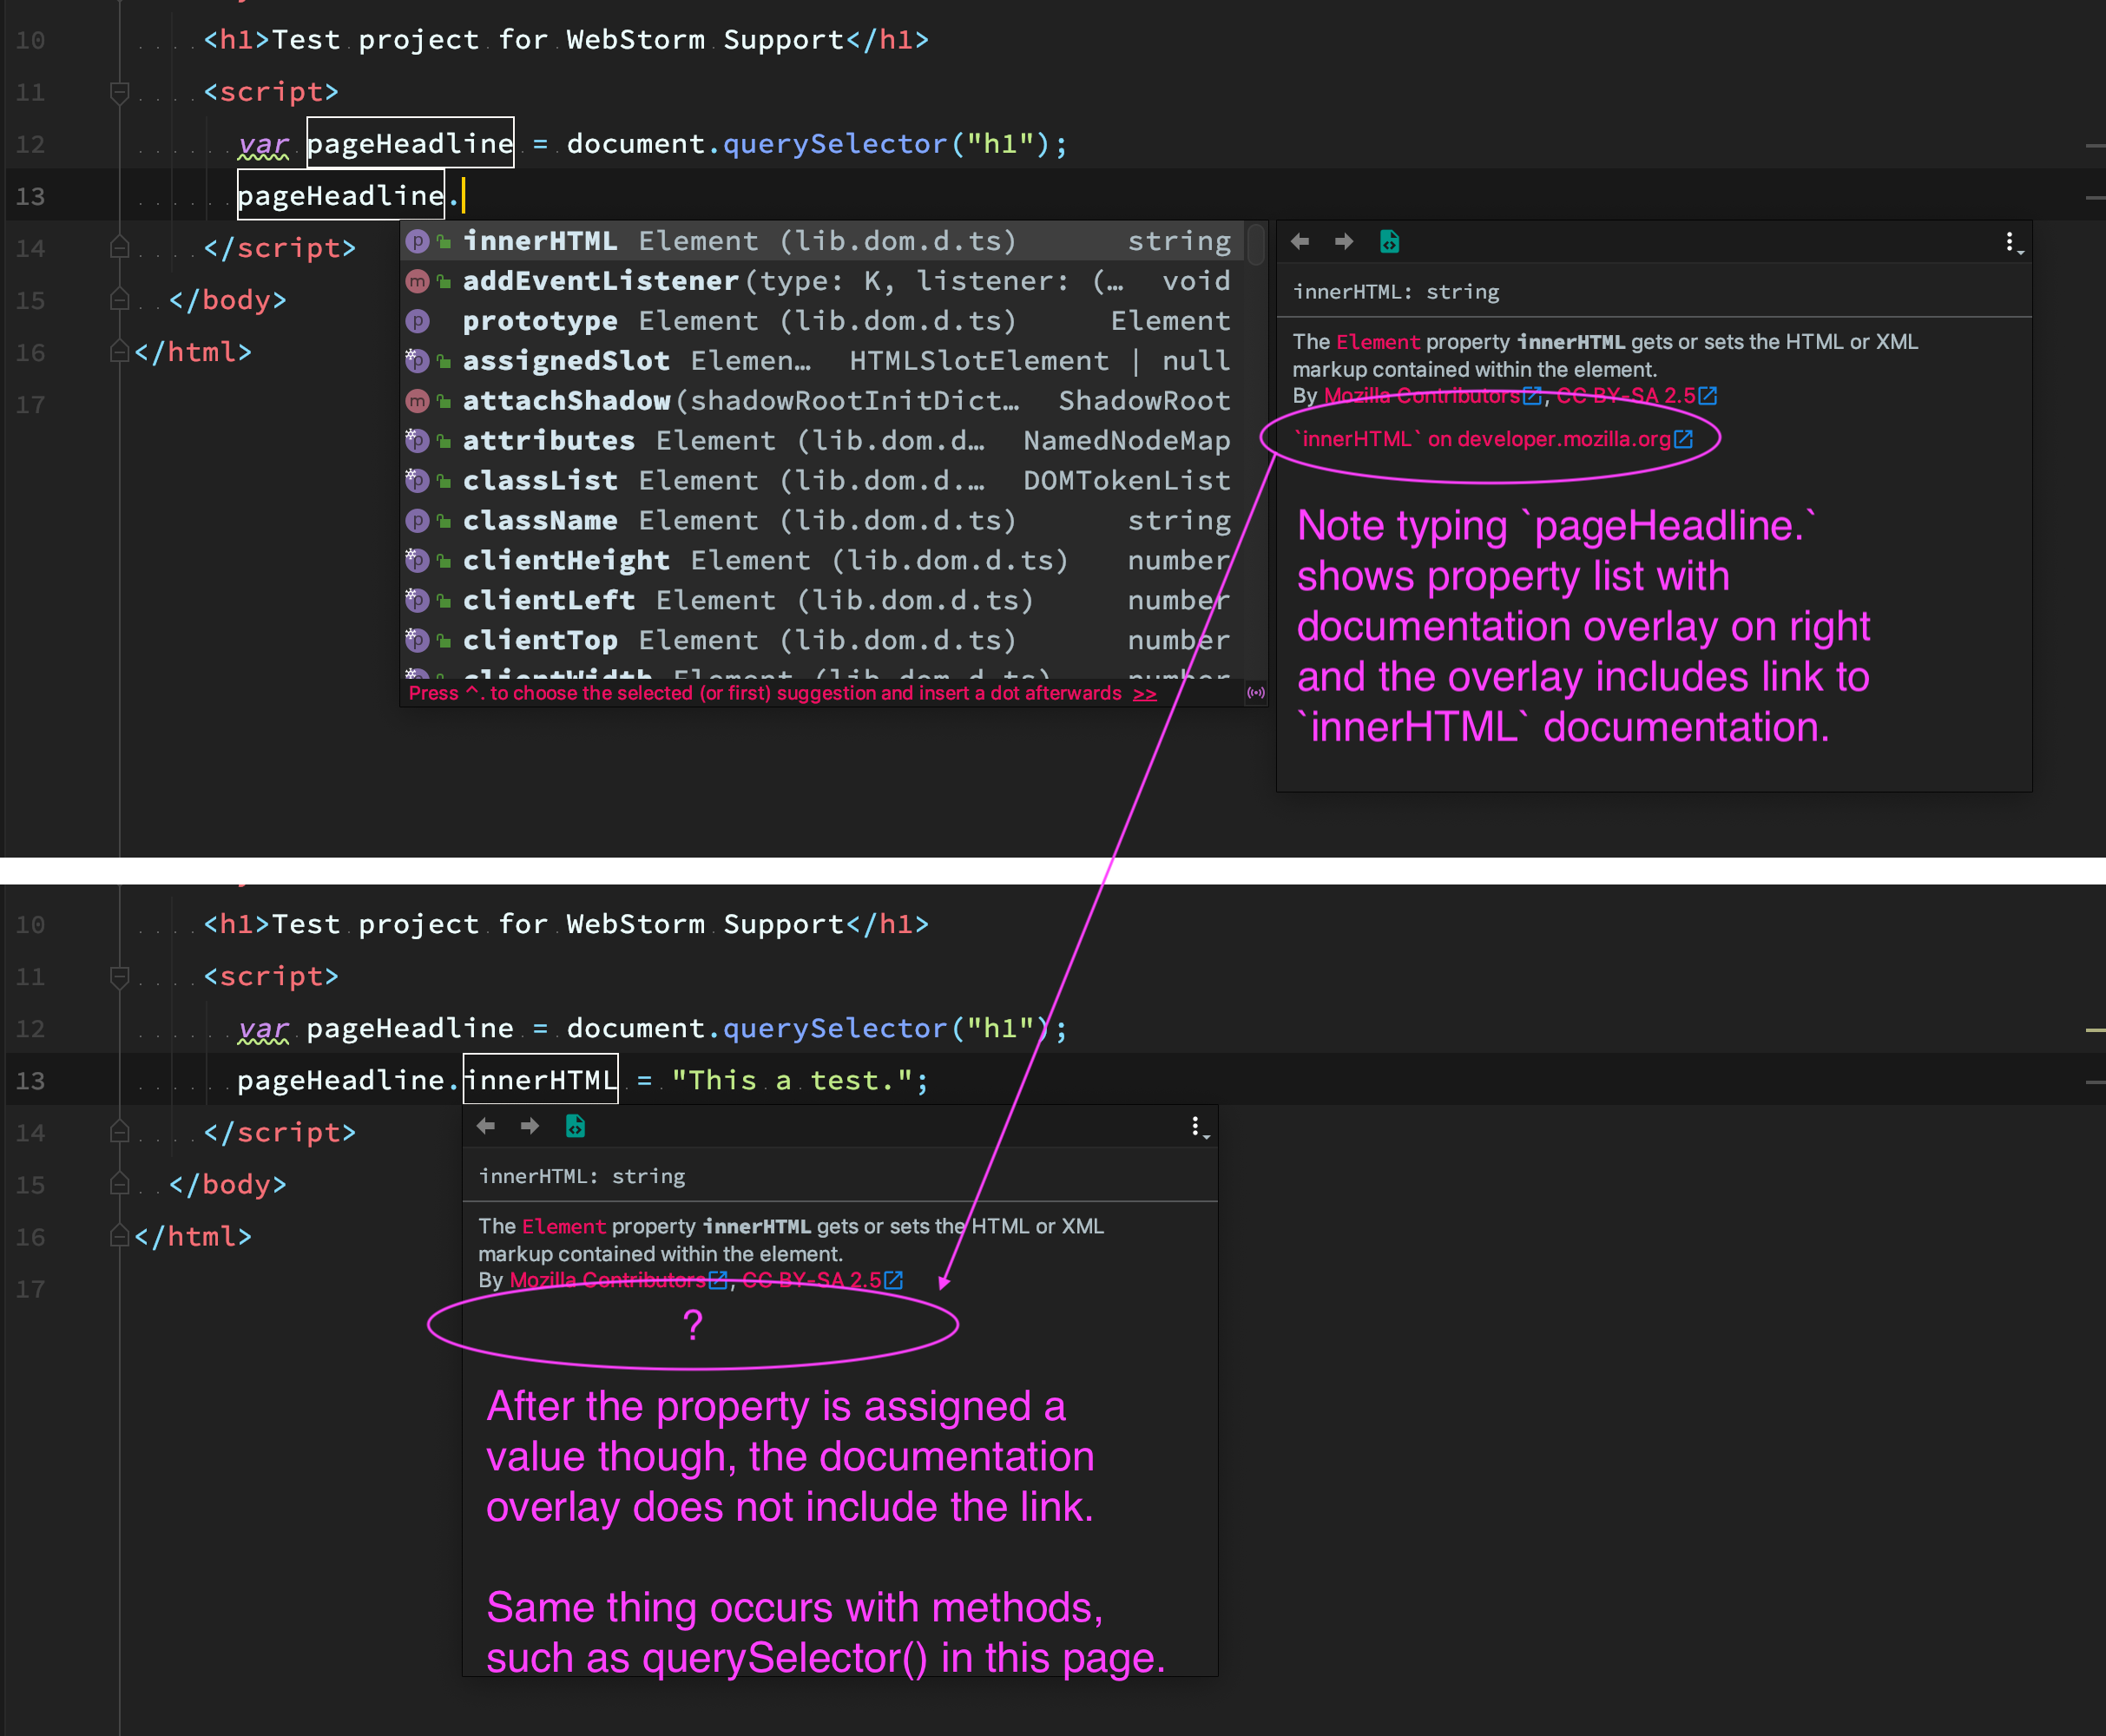 10 <h1>Test project for WebStorm Support</h1>
11 <script>
12 var pageHeadline = document.querySelector("h1");
13 pageHeadline.
14 </script>
15 </body>
16 </html>
17
innerHTML Element (lib.dom.d.ts) string
addEventListener(type: K, listener: (… void
prototype Element (lib.dom.d.ts) Element
assignedSlot Elemen… HTMLSlotElement | null
attachShadow(shadowRootInitDict… ShadowRoot
attributes Element (lib.dom.d… NamedNodeMap
classList Element (lib.dom.d.… DOMTokenList
className Element (lib.dom.d.ts) string
clientHeight Element (lib.dom.d.ts) number
clientLeft Element (lib.dom.d.ts) number
clientTop Element (lib.dom.d.ts) number
clientWidth Element (lib.dom.d.ts) number
Press ^. to choose the selected (or first) suggestion and insert a dot afterwards >>
innerHTML: string
The Element property innerHTML gets or sets the HTML or XML
markup contained within the element.
By Mozilla Contributors, CC BY-SA 2.5
`innerHTML` on developer.mozilla.org
Note typing `pageHeadline.`
shows property list with
documentation overlay on right
and the overlay includes link to
`innerHTML` documentation.
10 <h1>Test project for WebStorm Support</h1>
11 <script>
12 var pageHeadline = document.querySelector("h1");
13 pageHeadline.innerHTML = "This a test.";
14 </script>
15 </body>
16 </html>
17
innerHTML: string
The Element property innerHTML gets or sets the HTML or XML
markup contained within the element.
By Mozilla Contributors, CC BY-SA 2.5
?
After the property is assigned a
value though, the documentation
overlay does not include the link.
Same thing occurs with methods,
such as querySelector() in this page.